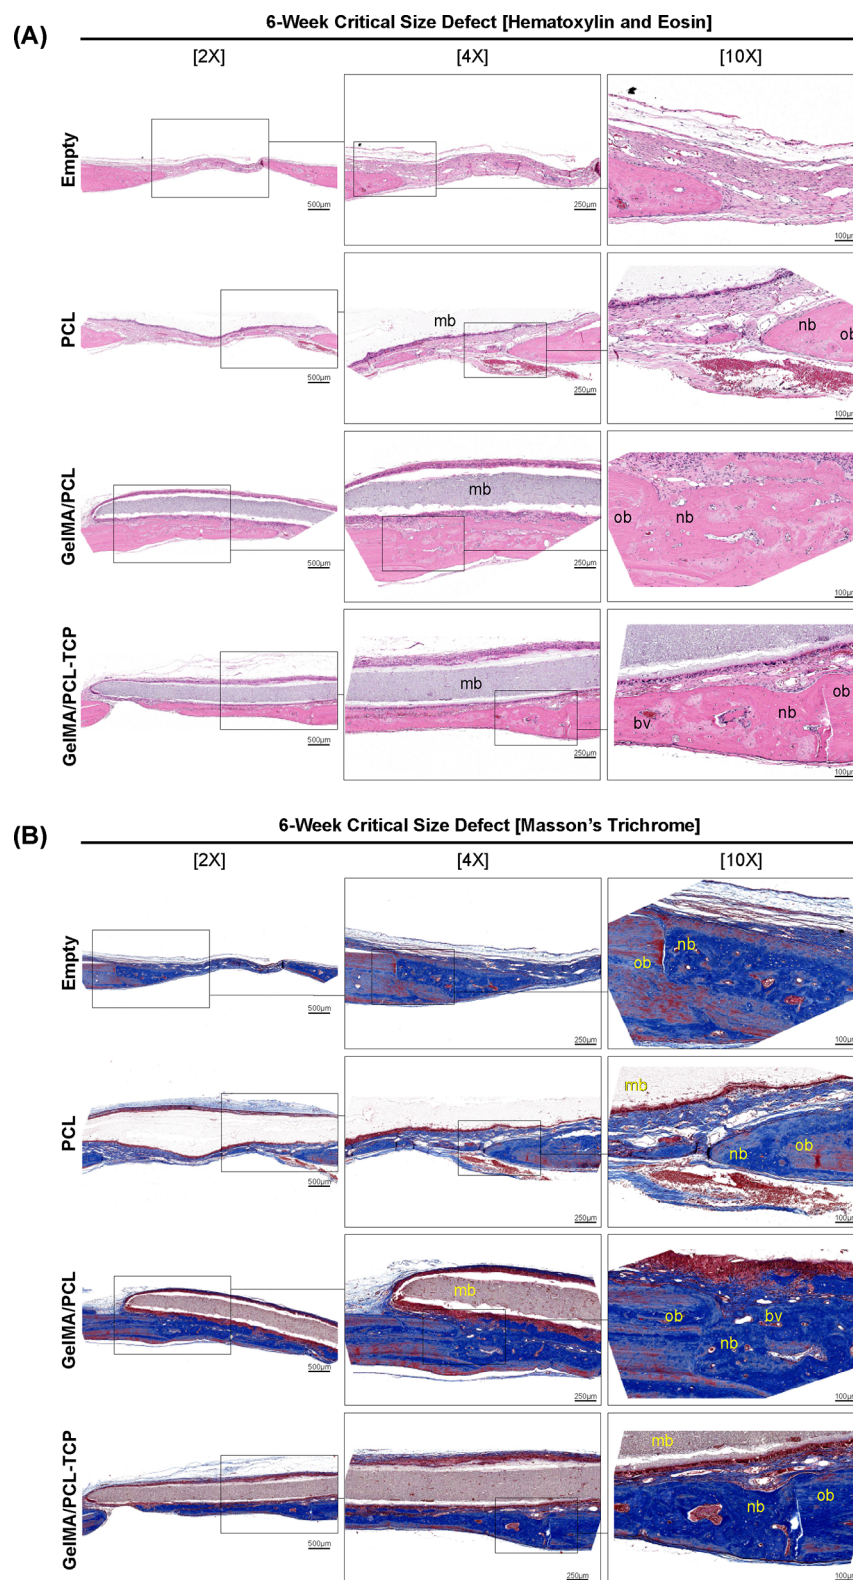 (A)
6-Week Critical Size Defect [Hematoxylin and Eosin]
[2X] [4X] [10X]
Empty
500µm
250µm
100µm
PCL
mb
nb
ob
500µm
250µm
100µm
GelMA/PCL
mb
ob
nb
500µm
250µm
100µm
GelMA/PCL-TCP
mb
ob
nb
bv
500µm
250µm
100µm
(B)
6-Week Critical Size Defect [Masson's Trichrome]
[2X] [4X] [10X]
Empty
nb
ob
500µm
250µm
100µm
PCL
mb
ob
nb
500µm
250µm
100µm
GelMA/PCL
mb
ob
bv
nb
500µm
250µm
100µm
GelMA/PCL-TCP
mb
ob
nb
500µm
250µm
100µm